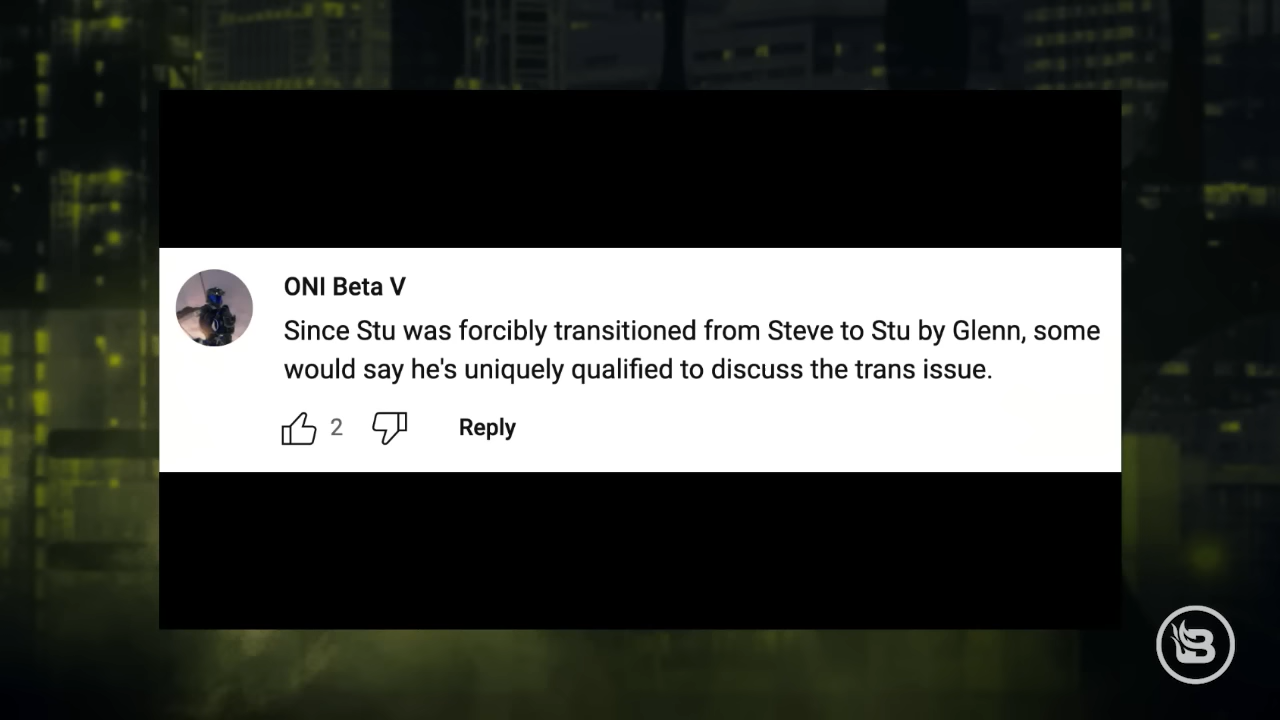 ONI Beta V
Since Stu was forcibly transitioned from Steve to Stu by Glenn, some
would say he's uniquely qualified to discuss the trans issue.
2 Reply
B